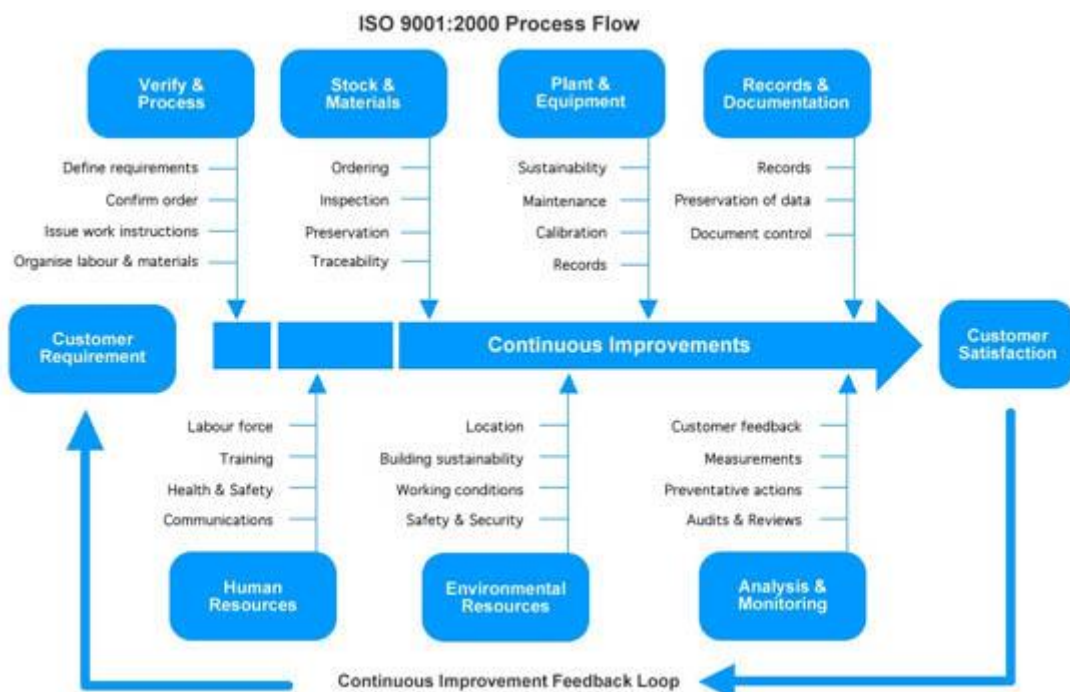 ISO 9001:2000 Process Flow
Verify &
Process
Stock &
Materials
Plant &
Equipment
Records &
Documentation
Define requirements
Confirm order
Issue work instructions
Organise labour & materials
Ordering
Inspection
Preservation
Traceability
Sustainability
Maintenance
Calibration
Records
Records
Preservation of data
Document control
Customer
Requirement
Continuous Improvements
Customer
Satisfaction
Labour force
Training
Health & Safety
Communications
Location
Building sustainability
Working conditions
Safety & Security
Customer feedback
Measurements
Preventative actions
Audits & Reviews
Human
Resources
Environmental
Resources
Analysis &
Monitoring
Continuous Improvement Feedback Loop